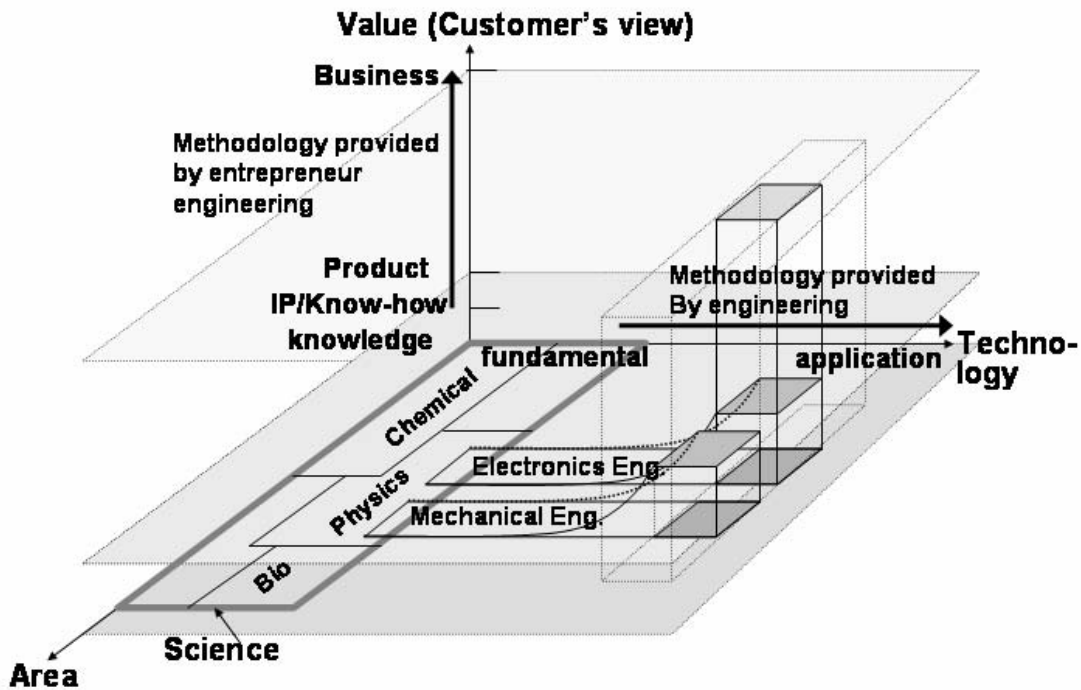 Value (Customer's view)
Business
Methodology provided
by entrepreneur
engineering
Product
IP/Know-how
knowledge
Methodology provided
By engineering
fundamental
application
Techno-
logy
Chemical
Physics
Bio
Electronics Eng.
Mechanical Eng.
Science
Area